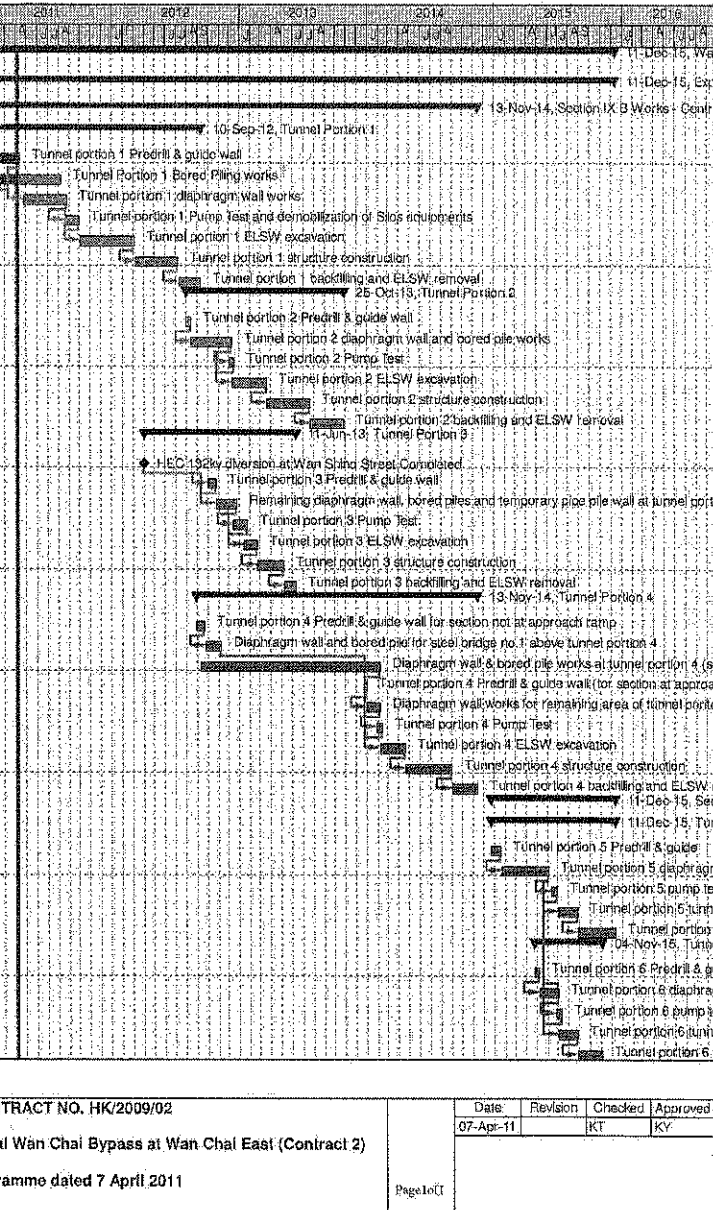 2011 2012 2013 2014 2015 2016
11-Dec-15, Wa
11-Dec-15, Exp
13-Nov-14, Section IX B Works - Centr
10-Sep-12, Tunnel Portion 1
Tunnel portion 1 Predrill & guide wall
Tunnel Portion 1 Bored Piling works
Tunnel portion 1 diaphragm wall works
Tunnel portion 1 Pump Test and demobilization of Silos equipments
Tunnel portion 1 ELSW excavation
Tunnel portion 1 structure construction
Tunnel portion 1 backfilling and ELSW removal
25-Oct-13, Tunnel Portion 2
Tunnel portion 2 Predrill & guide wall
Tunnel portion 2 diaphragm wall and bored pile works
Tunnel portion 2 Pump Test
Tunnel portion 2 ELSW excavation
Tunnel portion 2 structure construction
Tunnel portion 2 backfilling and ELSW removal
11-Jun-13, Tunnel Portion 3
HEC 132kv diversion at Wan Shing Street Completed
Tunnel portion 3 Predrill & guide wall
Remaining diaphragm wall, bored piles and temporary pipe pile wall at tunnel port
Tunnel portion 3 Pump Test
Tunnel portion 3 ELSW excavation
Tunnel portion 3 structure construction
Tunnel portion 3 backfilling and ELSW removal
13-Nov-14, Tunnel Portion 4
Tunnel portion 4 Predrill & guide wall for section not at approach ramp
Diaphragm wall and bored pile for steel bridge no.1 above tunnel portion 4
Diaphragm wall & bored pile works at tunnel portion 4 (s
Tunnel portion 4 Predrill & guide wall (for section at approa
Diaphragm wall works for remaining area of tunnel portio
Tunnel portion 4 Pump Test
Tunnel portion 4 ELSW excavation
Tunnel portion 4 structure construction
Tunnel portion 4 backfilling and ELSW
11-Dec-15, Sec
11-Dec-15, Tun
Tunnel portion 5 Predrill & guide
Tunnel portion 5 diaphragm
Tunnel portion 5 pump te
Tunnel portion 5 tunn
Tunnel portion
04-Nov-15, Tunn
Tunnel portion 6 Predrill & g
Tunnel portion 6 diaphra
Tunnel portion 6 pump t
Tunnel portion 6 tunn
Tunnel portion 6
TRACT NO. HK/2009/02
al Wan Chai Bypass at Wan Chai East (Contract 2)
ramme dated 7 April 2011
Page1of1
Date Revision Checked Approved
07-Apr-11 KT KY